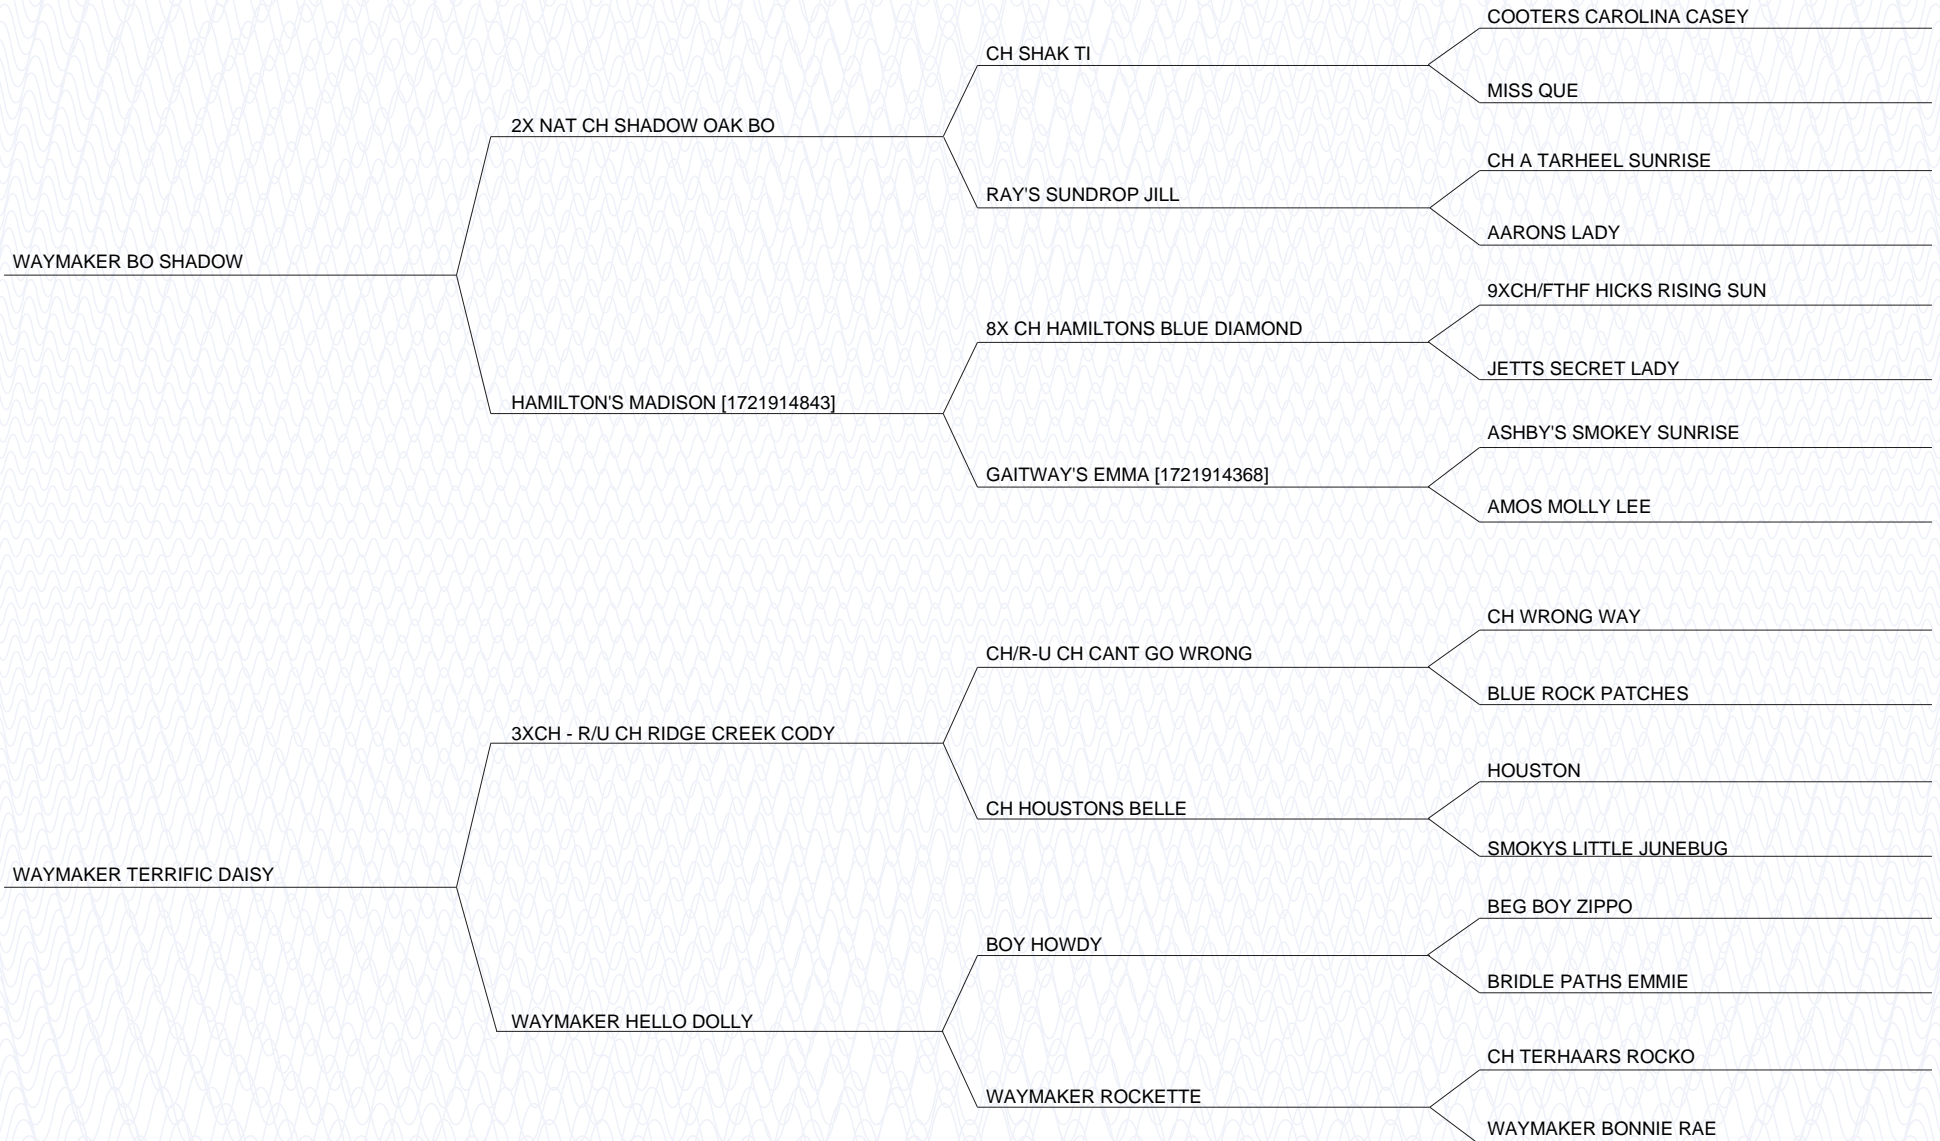 COOTERS CAROLINA CASEY
CH SHAK TI
MISS QUE
2X NAT CH SHADOW OAK BO
CH A TARHEEL SUNRISE
RAY'S SUNDROP JILL
AARONS LADY
WAYMAKER BO SHADOW
9XCH/FTHF HICKS RISING SUN
8X CH HAMILTONS BLUE DIAMOND
JETTS SECRET LADY
HAMILTON'S MADISON [1721914843]
ASHBY'S SMOKEY SUNRISE
GAITWAY'S EMMA [1721914368]
AMOS MOLLY LEE
CH WRONG WAY
CH/R-U CH CANT GO WRONG
BLUE ROCK PATCHES
3XCH - R/U CH RIDGE CREEK CODY
HOUSTON
CH HOUSTONS BELLE
SMOKYS LITTLE JUNEBUG
WAYMAKER TERRIFIC DAISY
BEG BOY ZIPPO
BOY HOWDY
BRIDLE PATHS EMMIE
WAYMAKER HELLO DOLLY
CH TERHAARS ROCKO
WAYMAKER ROCKETTE
WAYMAKER BONNIE RAE